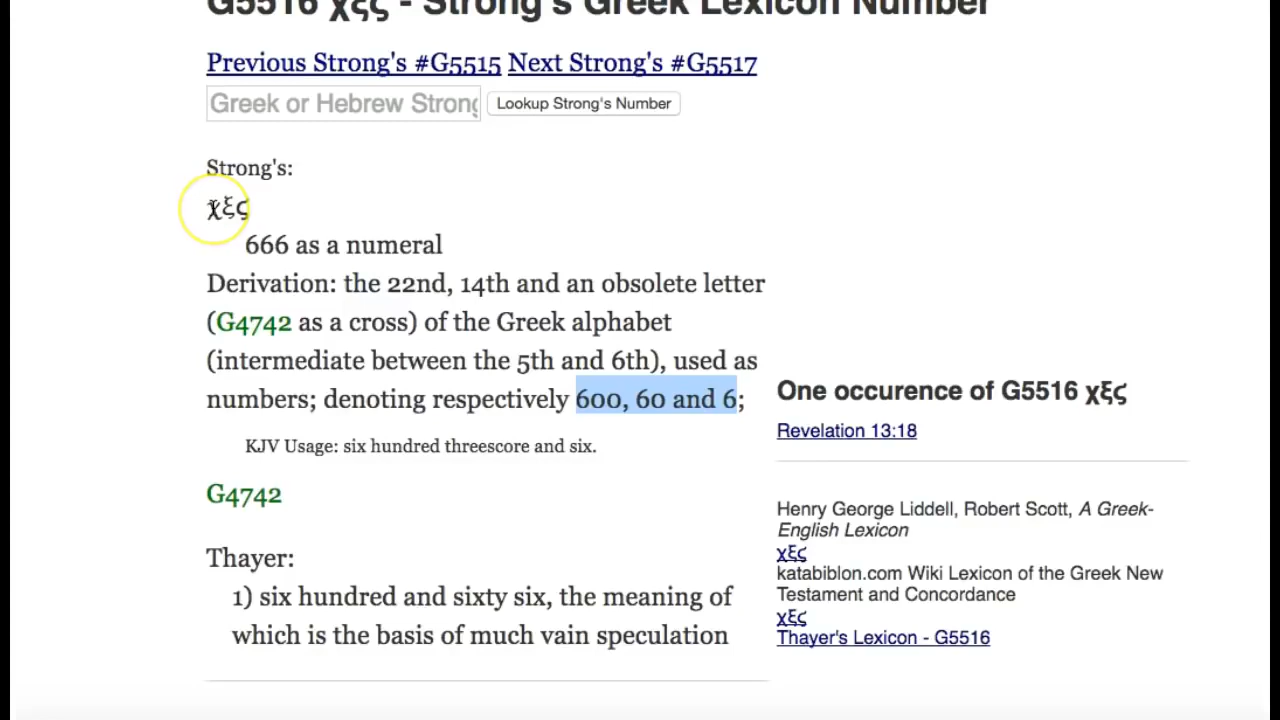 G5516 χξς - Strong's Greek Lexicon Number
Previous Strong's #G5515 Next Strong's #G5517
Greek or Hebrew Strong Lookup Strong's Number
Strong's:
χξς
666 as a numeral
Derivation: the 22nd, 14th and an obsolete letter
(G4742 as a cross) of the Greek alphabet
(intermediate between the 5th and 6th), used as
numbers; denoting respectively 600, 60 and 6;
KJV Usage: six hundred threescore and six.
G4742
Thayer:
1) six hundred and sixty six, the meaning of
which is the basis of much vain speculation
One occurence of G5516 χξς
Revelation 13:18
Henry George Liddell, Robert Scott, A Greek-
English Lexicon
χξς
katabiblon.com Wiki Lexicon of the Greek New
Testament and Concordance
χξς
Thayer's Lexicon - G5516